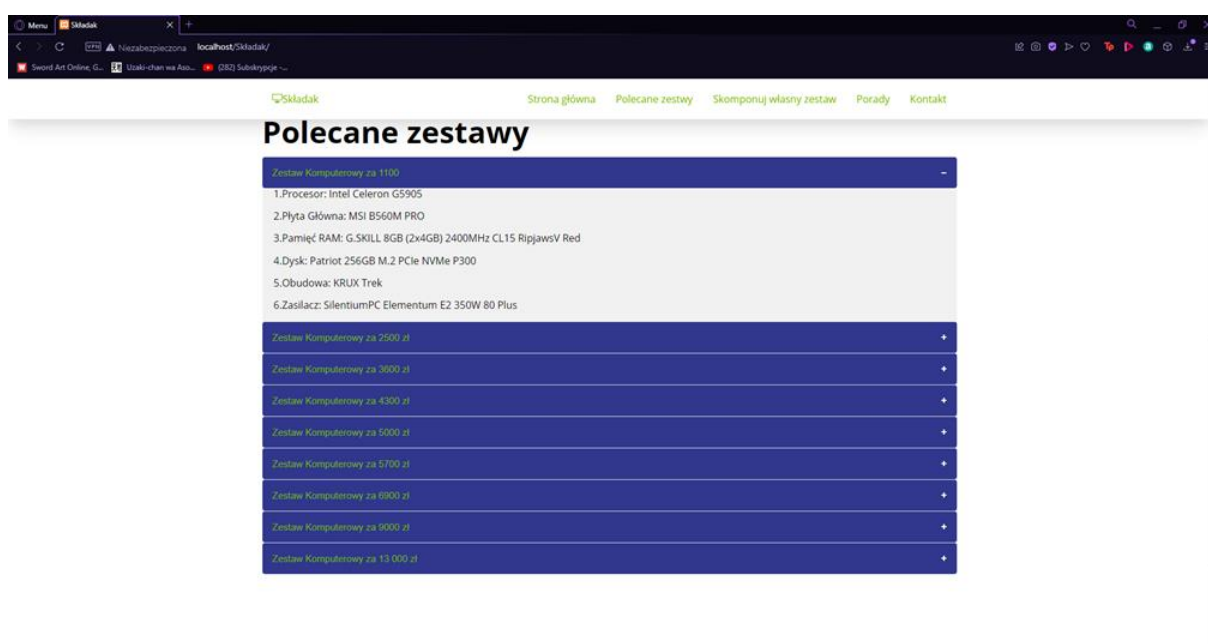 Menu Składak
VPN Niezabezpieczona localhost/Składak/
Sword Art Online; G... Uzaki-chan wa Aso... (282) Subskrypcje -...
Składak Strona główna Polecane zestwy Skomponuj własny zestaw Porady Kontakt
Polecane zestawy
Zestaw Komputerowy za 1100 –
1.Procesor: Intel Celeron G5905
2.Płyta Główna: MSI B560M PRO
3.Pamięć RAM: G.SKILL 8GB (2x4GB) 2400MHz CL15 RipjawsV Red
4.Dysk: Patriot 256GB M.2 PCIe NVMe P300
5.Obudowa: KRUX Trek
6.Zasilacz: SilentiumPC Elementum E2 350W 80 Plus
Zestaw Komputerowy za 2500 zł +
Zestaw Komputerowy za 3600 zł +
Zestaw Komputerowy za 4300 zł +
Zestaw Komputerowy za 5000 zł +
Zestaw Komputerowy za 5700 zł +
Zestaw Komputerowy za 6900 zł +
Zestaw Komputerowy za 9000 zł +
Zestaw Komputerowy za 13 000 zł +